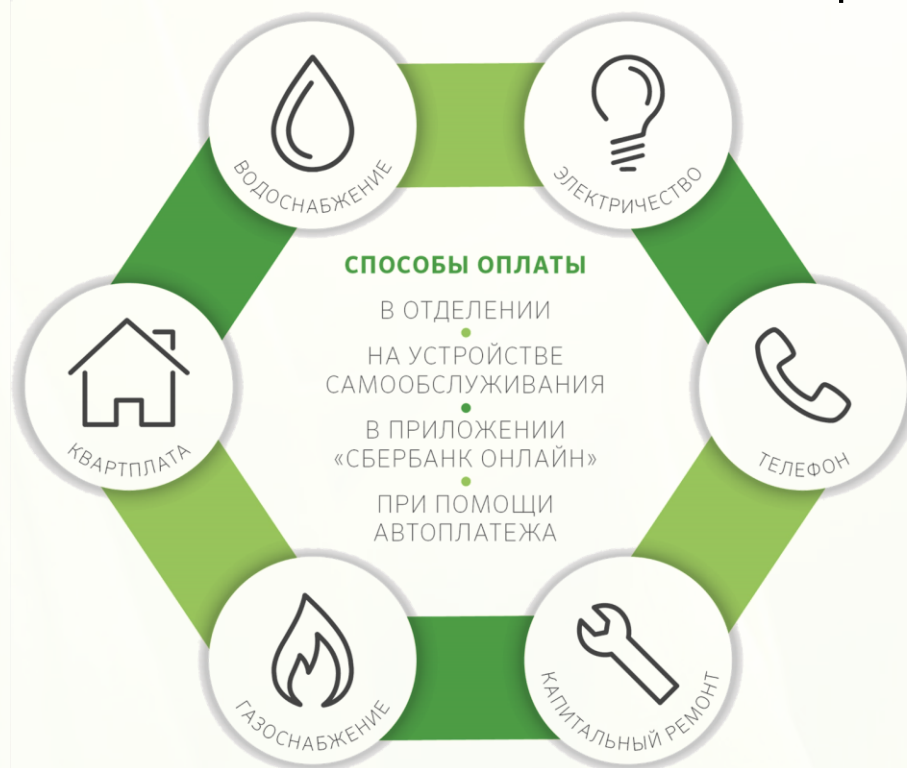 ВОДОСНАБЖЕНИЕ
ЭЛЕКТРИЧЕСТВО
СПОСОБЫ ОПЛАТЫ
В ОТДЕЛЕНИИ
НА УСТРОЙСТВЕ
САМООБСЛУЖИВАНИЯ
В ПРИЛОЖЕНИИ
«СБЕРБАНК ОНЛАЙН»
ПРИ ПОМОЩИ
АВТОПЛАТЕЖА
КВАРТПЛАТА
ТЕЛЕФОН
ГАЗОСНАБЖЕНИЕ
КАПИТАЛЬНЫЙ РЕМОНТ